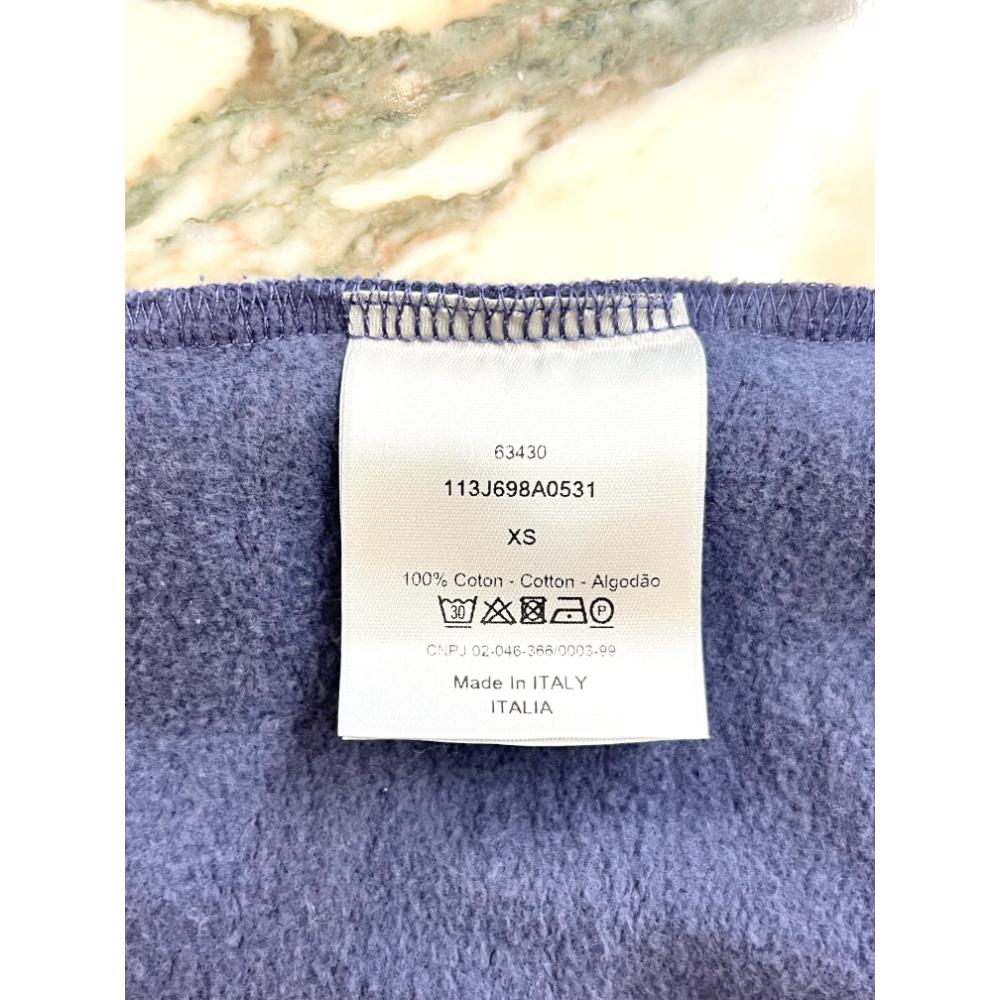 63430
113J698A0531
XS
100% Coton - Cotton - Algodão
30 P
CNPJ 02-046-366/0003-99
Made In ITALY
ITALIA